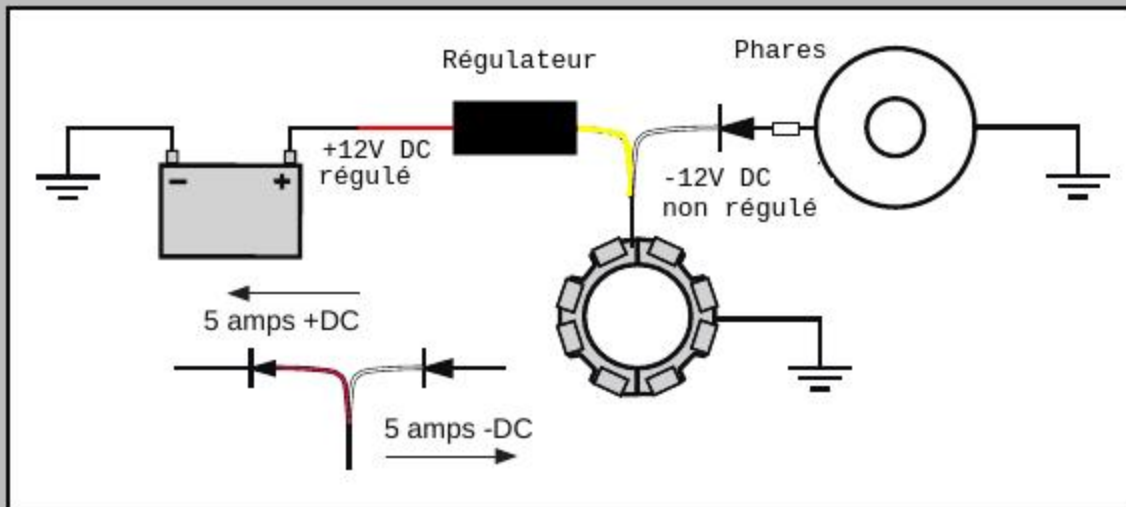 Régulateur
Phares
+12V DC
régulé
-12V DC
non régulé
- +
5 amps +DC
5 amps -DC